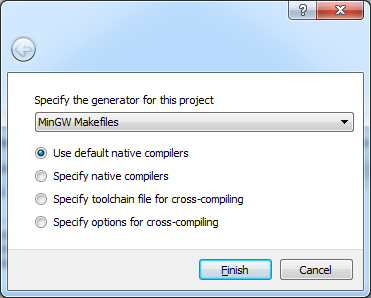 ?
Specify the generator for this project
MinGW Makefiles
Use default native compilers
Specify native compilers
Specify toolchain file for cross-compiling
Specify options for cross-compiling
Finish
Cancel